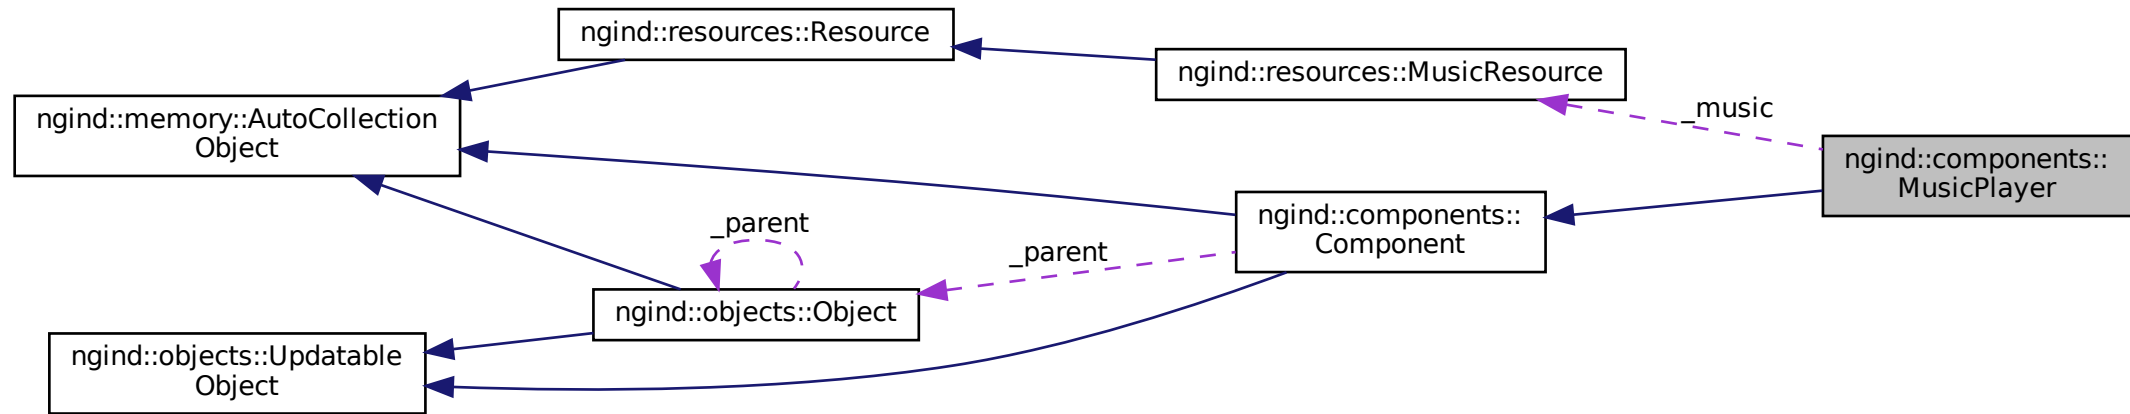 ngind::resources::Resource
ngind::resources::MusicResource
ngind::memory::AutoCollection
Object
_music
ngind::components::
MusicPlayer
ngind::components::
Component
_parent
_parent
ngind::objects::Object
ngind::objects::Updatable
Object